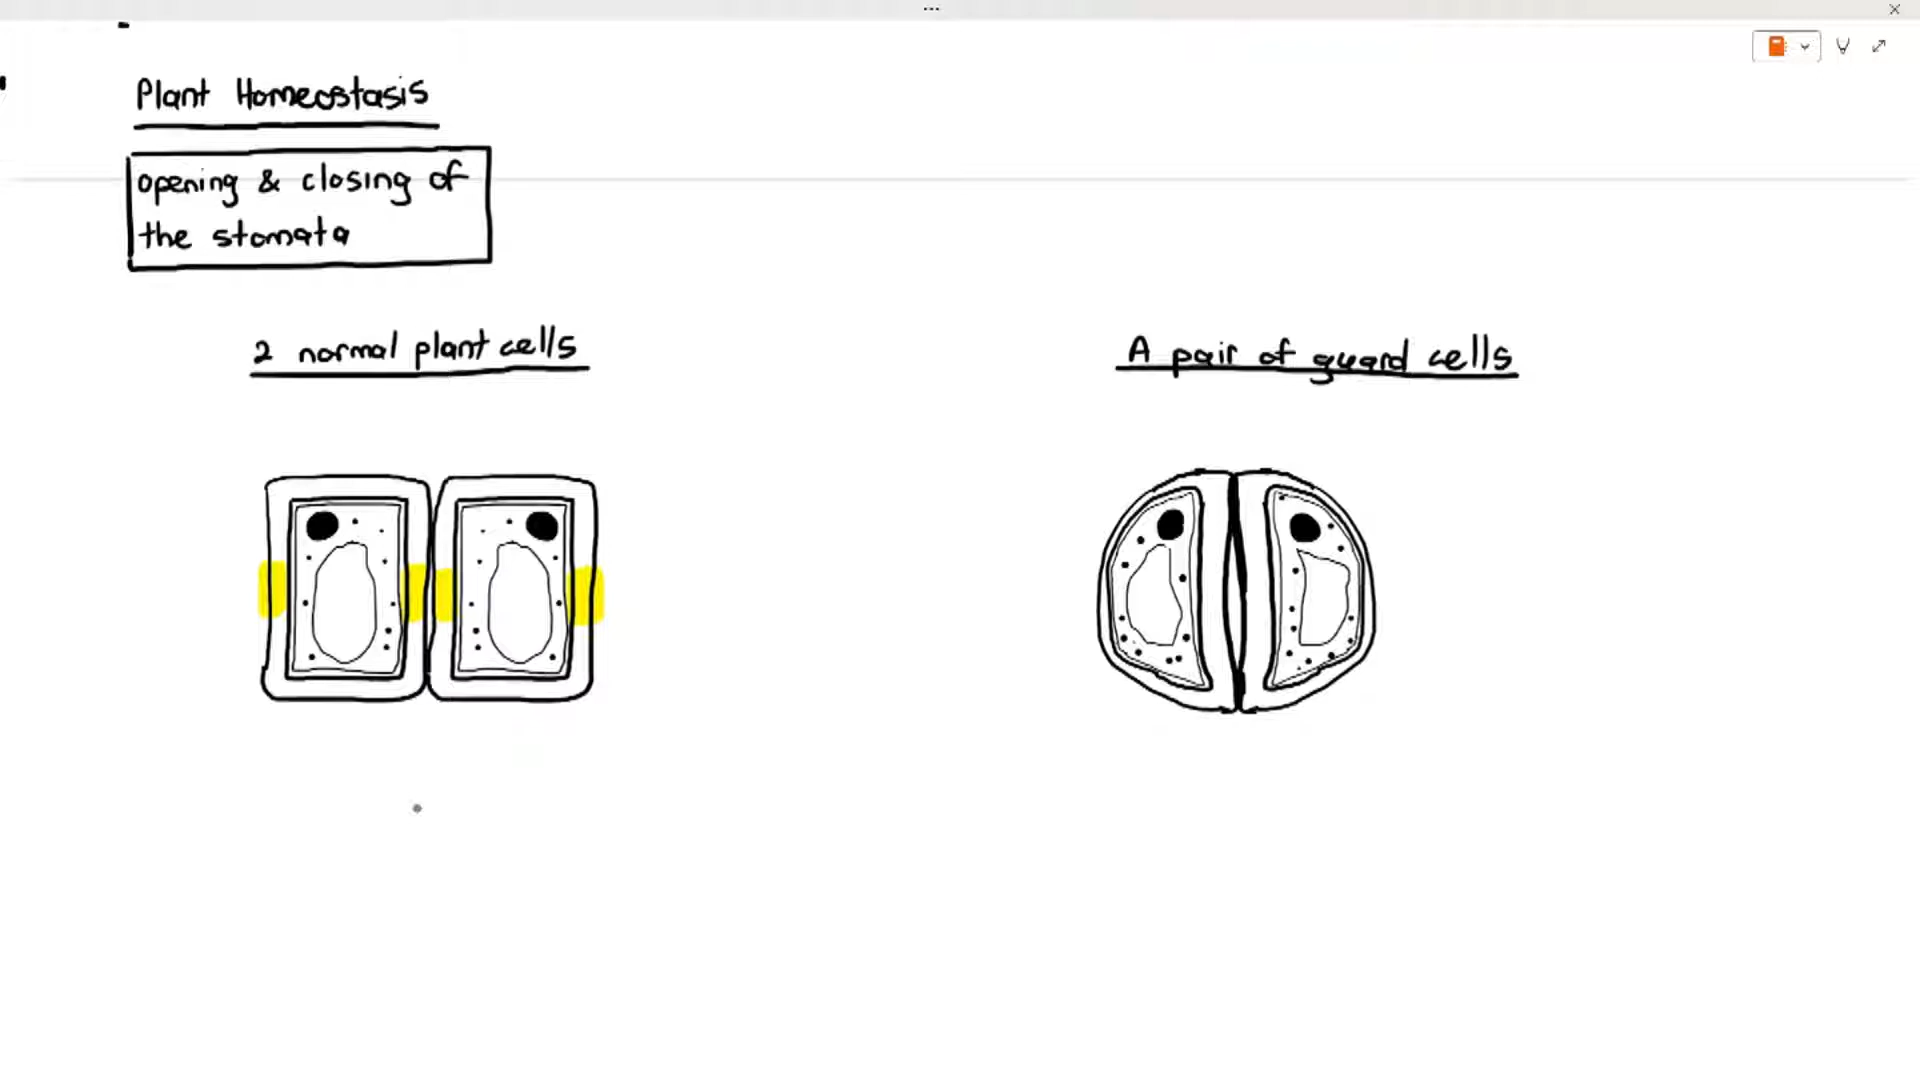 Plant Homeostasis
opening & closing of
the stomata
2 normal plant cells
A pair of guard cells